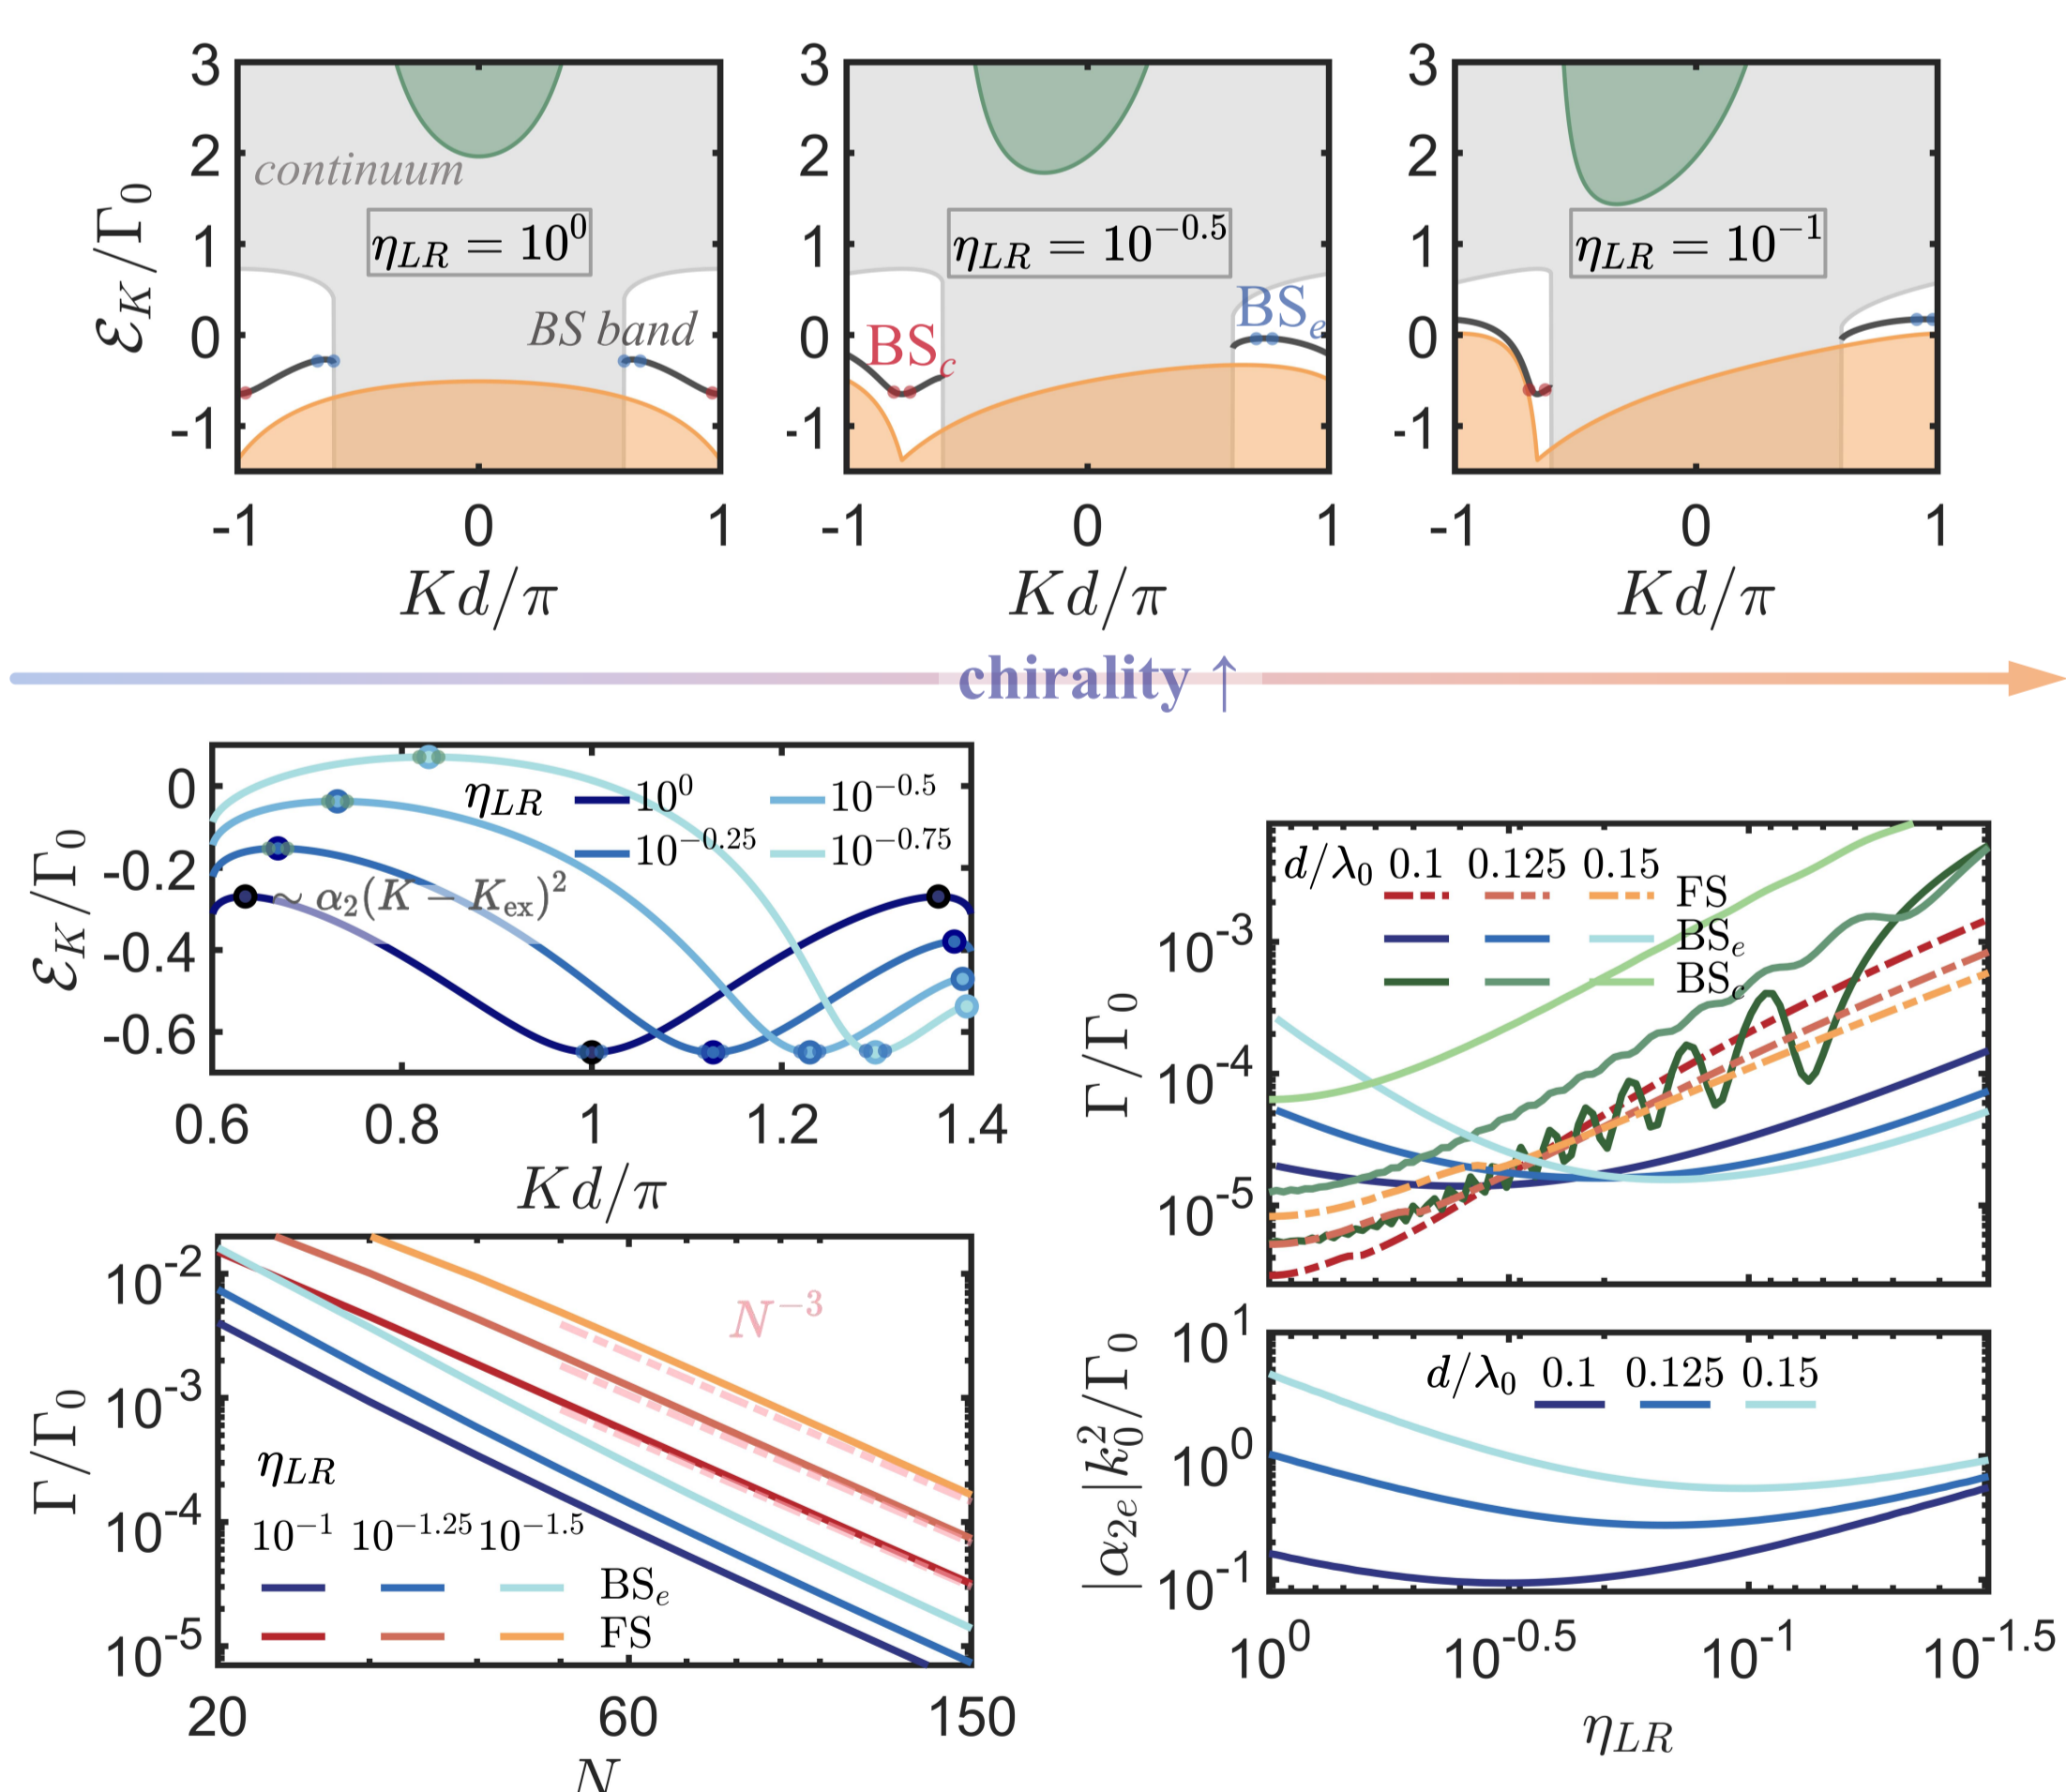 3 3 3
2 2 2
1 1 1
0 0 0
-1 -1 -1
ℰ_K/Γ_0
continuum
η_LR = 10^0
BS band
η_LR = 10^{-0.5}
BS_c
BS_e
η_LR = 10^{-1}
-1 0 1 -1 0 1 -1 0 1
Kd/π Kd/π Kd/π
chirality ↑
0
-0.2
-0.4
-0.6
ℰ_K/Γ_0
η_LR 10^0 10^{-0.5}
10^{-0.25} 10^{-0.75}
~ α_2(K − K_ex)^2
0.6 0.8 1 1.2 1.4
Kd/π
10^{-2}
10^{-3}
10^{-4}
10^{-5}
Γ/Γ_0
N^{-3}
η_LR
10^{-1} 10^{-1.25} 10^{-1.5}
BS_e
FS
20 60 150
N
d/λ_0 0.1 0.125 0.15
FS
BS_e
BS_c
10^{-3}
10^{-4}
10^{-5}
Γ/Γ_0
10^1
10^0
10^{-1}
|α_{2e}|k_0^2/Γ_0
d/λ_0 0.1 0.125 0.15
10^0 10^{-0.5} 10^{-1} 10^{-1.5}
η_LR